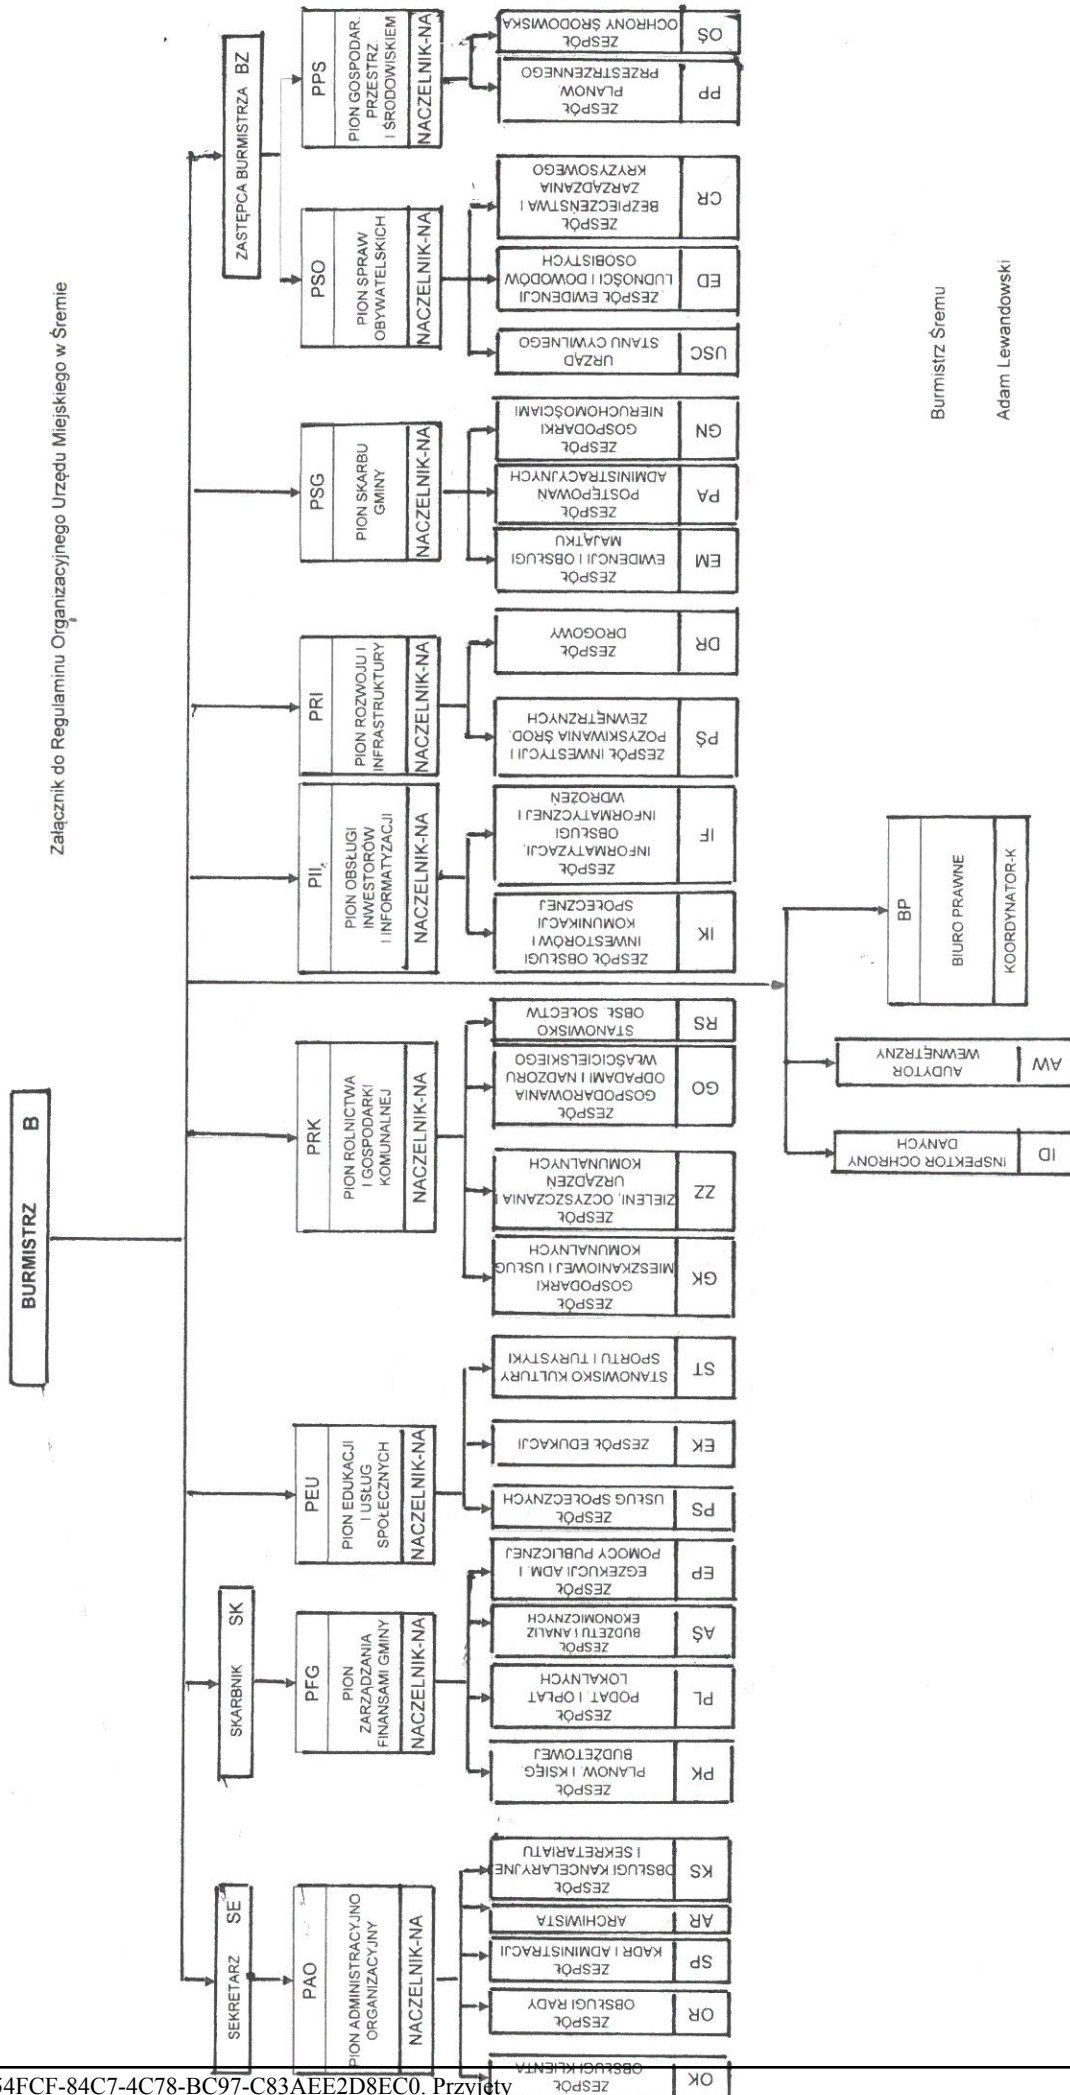 Załącznik do Regulaminu Organizacyjnego Urzędu Miejskiego w Śremie
BURMISTRZ B
SEKRETARZ SE
SKARBNIK SK
ZASTĘPCA BURMISTRZA BZ
PAO
PION ADMINISTRACYJNO
ORGANIZACYJNY
NACZELNIK-NA
PFG
PION
ZARZĄDZANIA
FINANSAMI GMINY
NACZELNIK-NA
PEU
PION EDUKACJI
I USŁUG
SPOŁECZNYCH
NACZELNIK-NA
PRK
PION ROLNICTWA
I GOSPODARKI
KOMUNALNEJ
NACZELNIK-NA
PII
PION OBSŁUGI
INWESTORÓW
I INFORMATYZACJI
NACZELNIK-NA
PRI
PION ROZWOJU I
INFRASTRUKTURY
NACZELNIK-NA
PSG
PION SKARBU
GMINY
NACZELNIK-NA
PSO
PION SPRAW
OBYWATELSKICH
NACZELNIK-NA
PPS
PION GOSPODAR.
PRZESTRZ
I ŚRODOWISKIEM
NACZELNIK-NA
ZESPÓŁ
OBSŁUGI KLIENTA
OK
ZESPÓŁ
OBSŁUGI RADY
OR
ZESPÓŁ
KADR I ADMINISTRACJI
SP
ARCHIWISTA
AR
ZESPÓŁ
OBSŁUGI KANCELARYJNEJ
I SEKRETARIATU
KS
ZESPÓŁ
PLANOW. I KSIĘG.
BUDŻETOWEJ
PK
ZESPÓŁ
PODAT. I OPŁAT
LOKALNYCH
PL
ZESPÓŁ
BUDŻETU I ANALIZ
EKONOMICZNYCH
AŚ
ZESPÓŁ
EGZEKUCJI ADM. I
POMOCY PUBLICZNEJ
EP
ZESPÓŁ
USŁUG SPOŁECZNYCH
PS
ZESPÓŁ EDUKACJI
EK
STANOWISKO KULTURY
SPORTU I TURYSTYKI
ST
ZESPÓŁ
GOSPODARKI
MIESZKANIOWEJ I USŁUG
KOMUNALNYCH
GK
ZESPÓŁ
ZIELENI, OCZYSZCZANIA I
URZĄDZEŃ
KOMUNALNYCH
ZZ
ZESPÓŁ
GOSPODAROWANIA
ODPADAMI I NADZORU
WŁAŚCICIELSKIEGO
GO
STANOWISKO
OBSŁ. SOŁECTW
RS
ZESPÓŁ OBSŁUGI
INWESTORÓW I
KOMUNIKACJI
SPOŁECZNEJ
IK
ZESPÓŁ
INFORMATYZACJI,
OBSŁUGI
INFORMATYCZNEJ I
WDROŻEŃ
IF
ZESPÓŁ INWESTYCJI I
POZYSKIWANIA ŚROD.
ZEWNĘTRZNYCH
PŚ
ZESPÓŁ
DROGOWY
DR
ZESPÓŁ
EWIDENCJI I OBSŁUGI
MAJĄTKU
EM
ZESPÓŁ
POSTĘPOWAŃ
ADMINISTRACYJNYCH
PA
ZESPÓŁ
GOSPODARKI
NIERUCHOMOŚCIAMI
GN
URZĄD
STANU CYWILNEGO
USC
ZESPÓŁ EWIDENCJI
LUDNOŚCI I DOWODÓW
OSOBISTYCH
ED
ZESPÓŁ
BEZPIECZEŃSTWA I
ZARZĄDZANIA
KRYZYSOWEGO
CR
ZESPÓŁ
PLANOW.
PRZESTRZENNEGO
PP
ZESPÓŁ
OCHRONY ŚRODOWISKA
OŚ
INSPEKTOR OCHRONY
DANYCH
ID
AUDYTOR
WEWNĘTRZNY
AW
BP
BIURO PRAWNE
KOORDYNATOR-K
Burmistrz Śremu
Adam Lewandowski
54FCF-84C7-4C78-BC97-C83AEE2D8EC0. Przyjęty